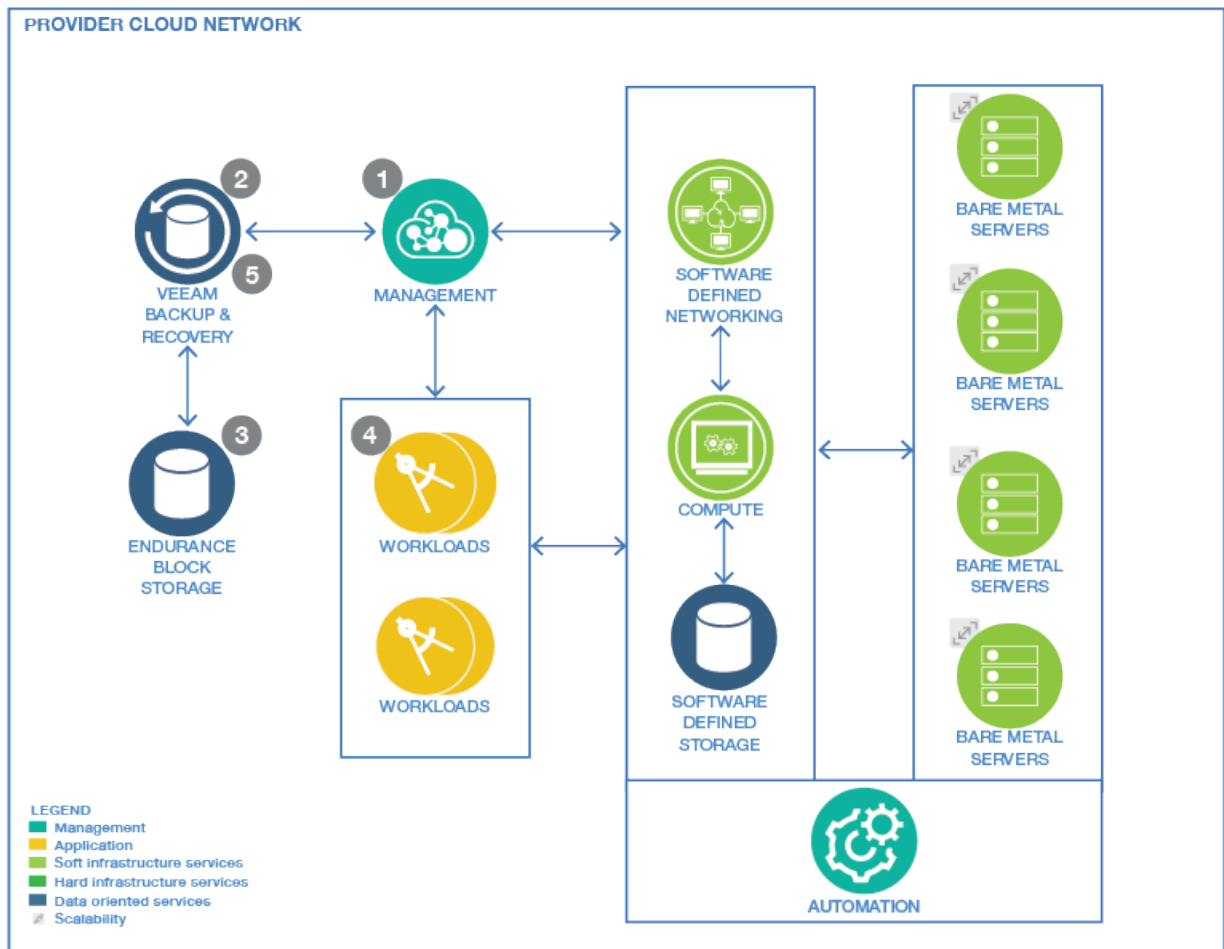 PROVIDER CLOUD NETWORK
2
5
VEEAM
BACKUP &
RECOVERY
1
MANAGEMENT
3
ENDURANCE
BLOCK
STORAGE
4
WORKLOADS
WORKLOADS
SOFTWARE
DEFINED
NETWORKING
COMPUTE
SOFTWARE
DEFINED
STORAGE
BARE METAL
SERVERS
BARE METAL
SERVERS
BARE METAL
SERVERS
BARE METAL
SERVERS
AUTOMATION
LEGEND
Management
Application
Soft infrastructure services
Hard infrastructure services
Data oriented services
Scalability